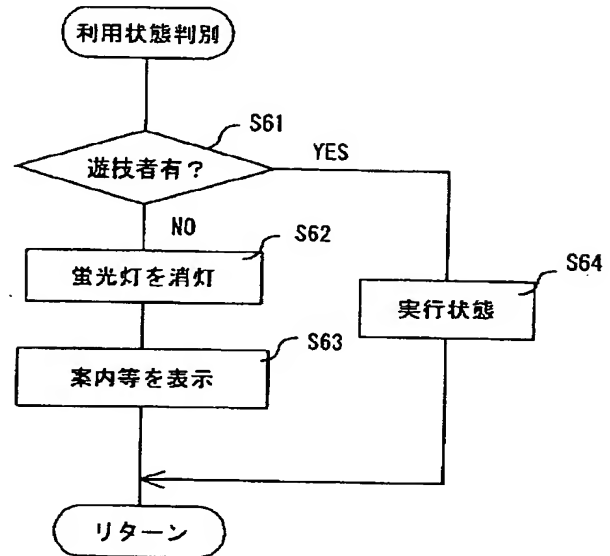 利用状態判別
S61
遊技者有?
YES
NO
S62
蛍光灯を消灯
S64
実行状態
S63
案内等を表示
リターン